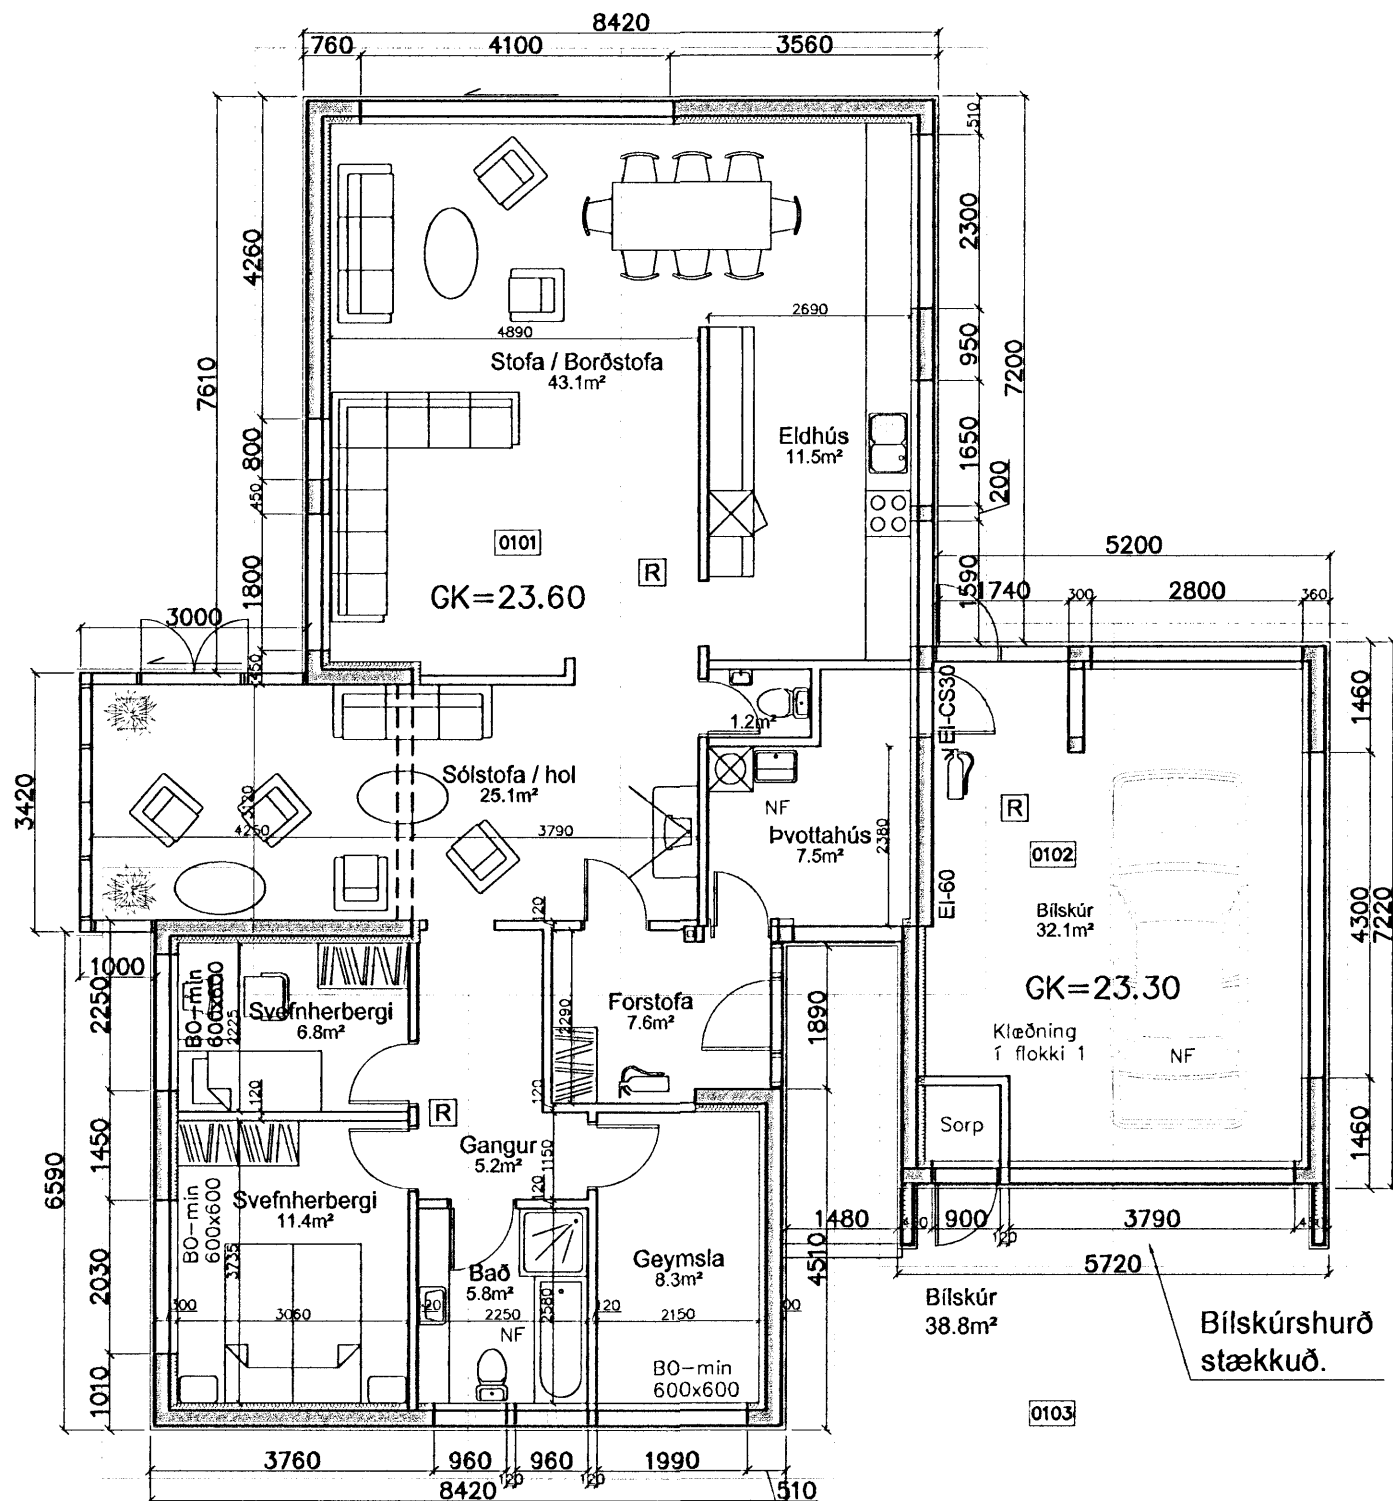 8420
760 4100 3560
510
4260
2300
7610
2690
4890
950
7200
Stofa / Borðstofa
43.1m²
800
Eldhús
11.5m²
1650
450
200
0101
R
5200
1800
GK=23.60
1590
1740 300 2800 360
3000
EI-CS30
1460
1.2m²
3420
Sólstofa / hol
25.1m²
3120
NF
R
4250 3790
Þvottahús
7.5m²
2380
0102
EI-60
Bílskúr
32.1m²
4300
7220
120
1000
BO-min
600x600
2250
2225
Svefnherbergi
6.8m²
2290
Forstofa
7.6m²
1890
GK=23.30
Klæðning
í flokki 1
NF
120
120
R
Sorp
1450
Gangur
5.2m²
1150
1460
6590
BO-min
600x600
Svefnherbergi
11.4m²
120
1480 900 120 3790
3735
4510
2030
Bað
5.8m²
Geymsla
8.3m²
5720
2580
3060 2250 120 2150
NF
Bílskúr
38.8m²
Bílskúrshurð
stækkuð.
BO-min
600x600
1010
0103
3760 960 960 1990
120 120
8420 510